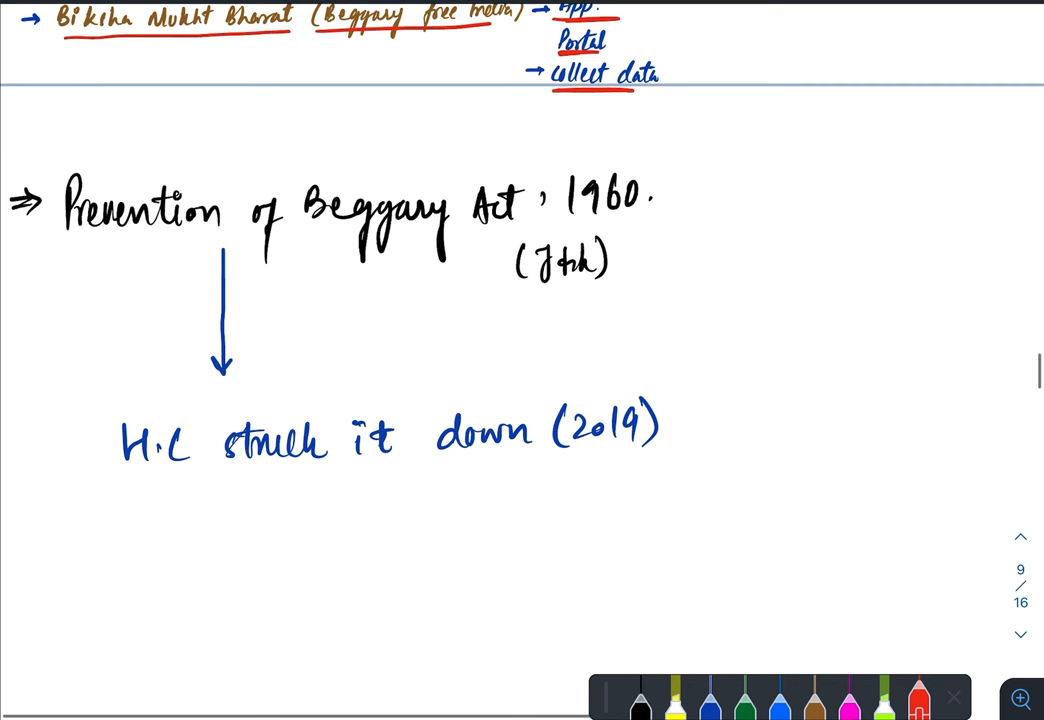 → Biksha Mukht Bharat (Beggary free India) → App.
Portal
→ collect data
⇒ Prevention of Beggary Act, 1960.
(J&K)
H.C struck it down (2019)
9
/
16